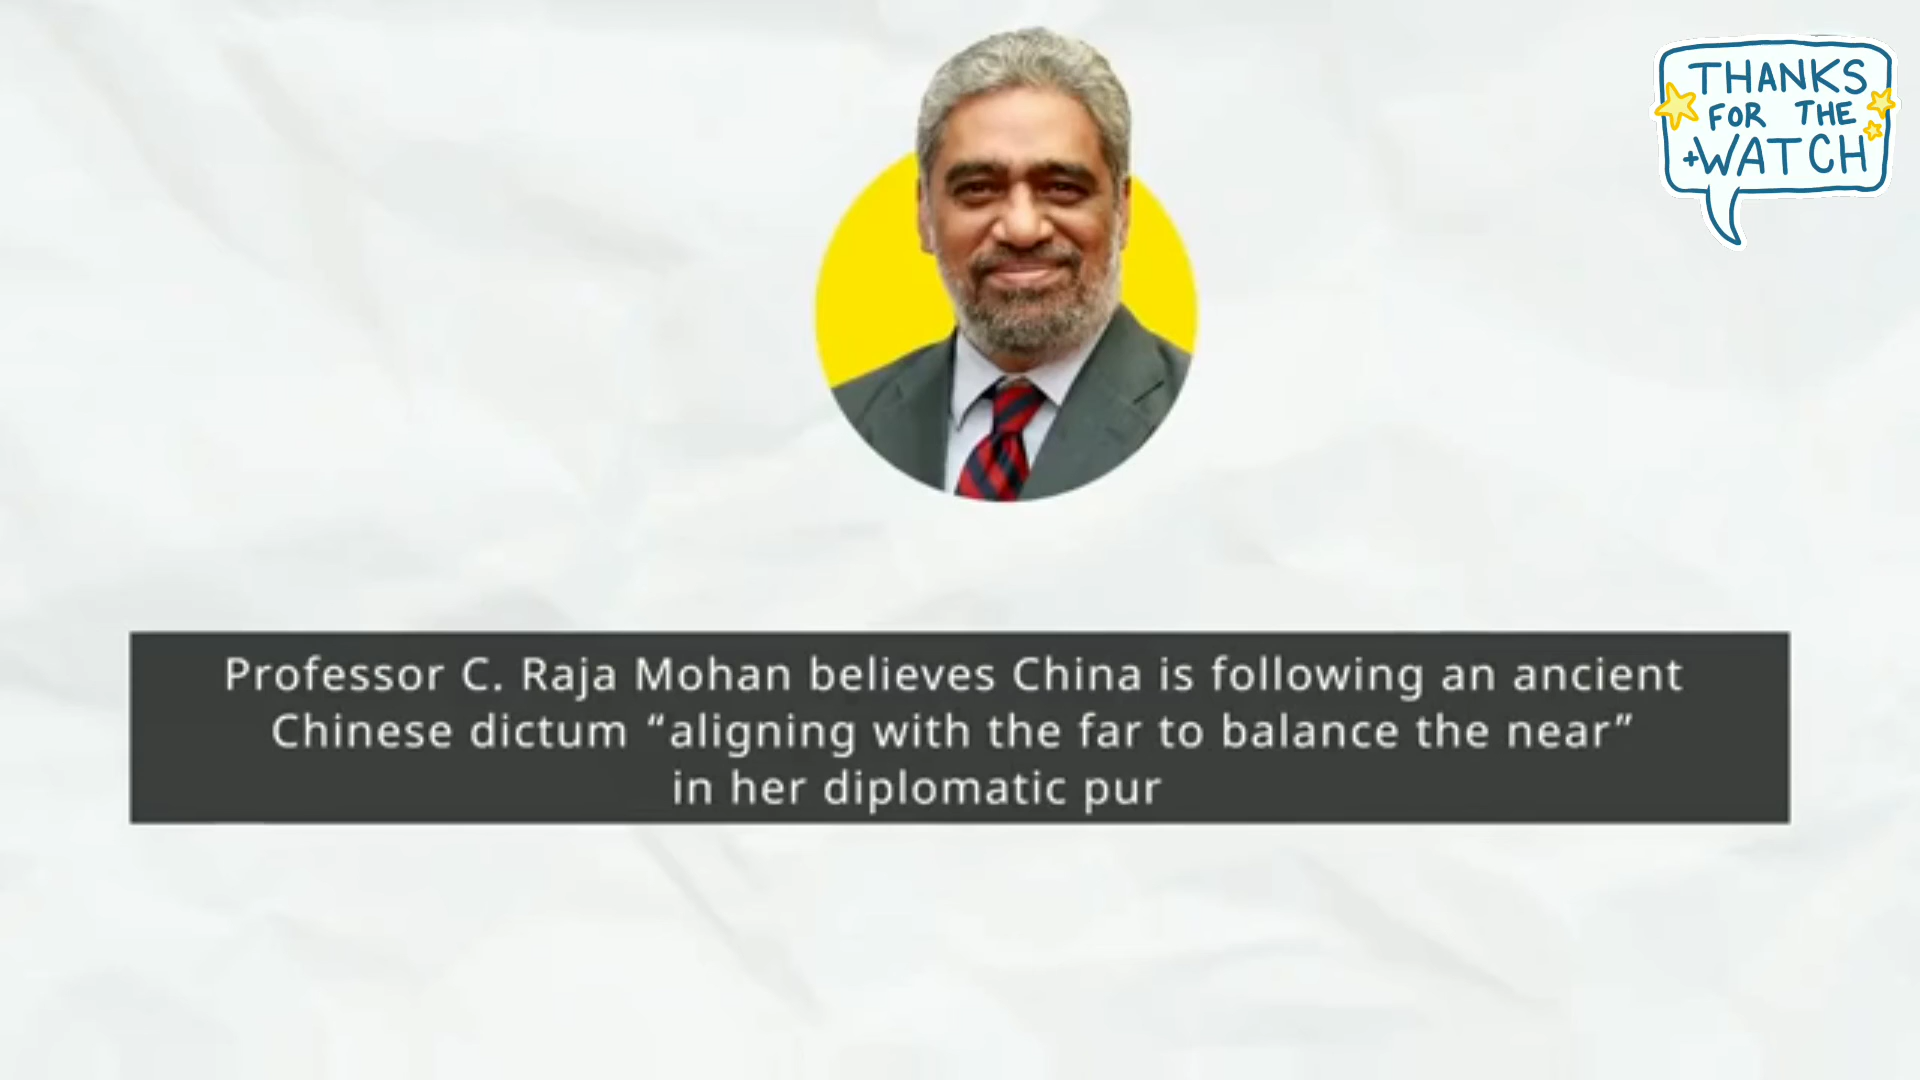 THANKS
FOR THE
WATCH
Professor C. Raja Mohan believes China is following an ancient
Chinese dictum “aligning with the far to balance the near”
in her diplomatic pur